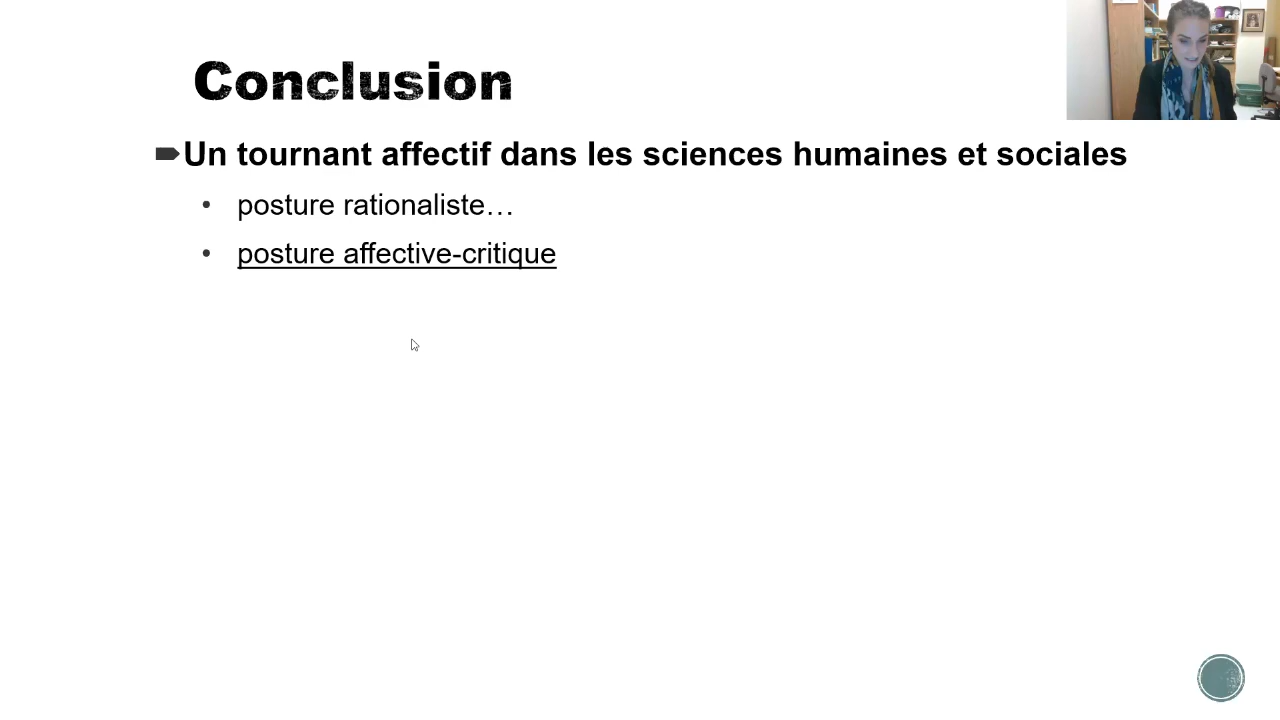 Conclusion
Un tournant affectif dans les sciences humaines et sociales
• posture rationaliste…
• posture affective-critique